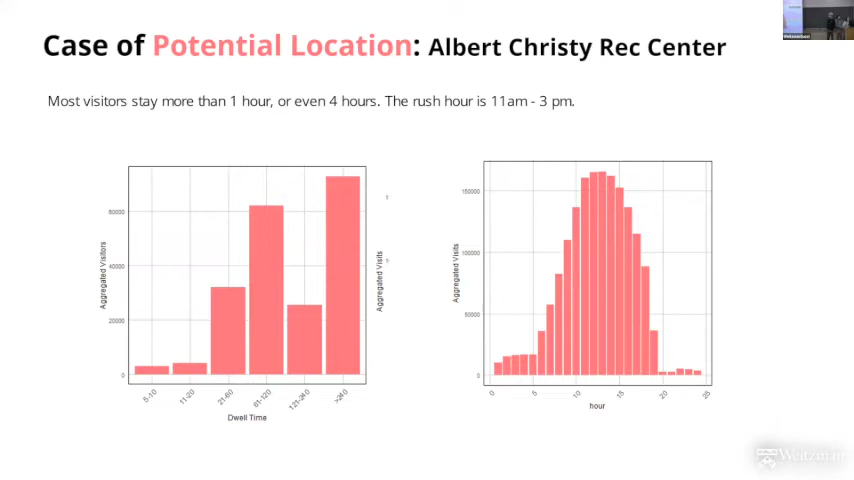 Case of Potential Location: Albert Christy Rec Center
Most visitors stay more than 1 hour, or even 4 hours. The rush hour is 11am - 3 pm.
Aggregated Visitors
60000
40000
20000
0
5-10
11-20
21-60
61-120
121-240
>240
Dwell Time
Aggregated Visits
Aggregated Visits
150000
100000
50000
0
0
5
10
15
20
25
hour
Weitzman